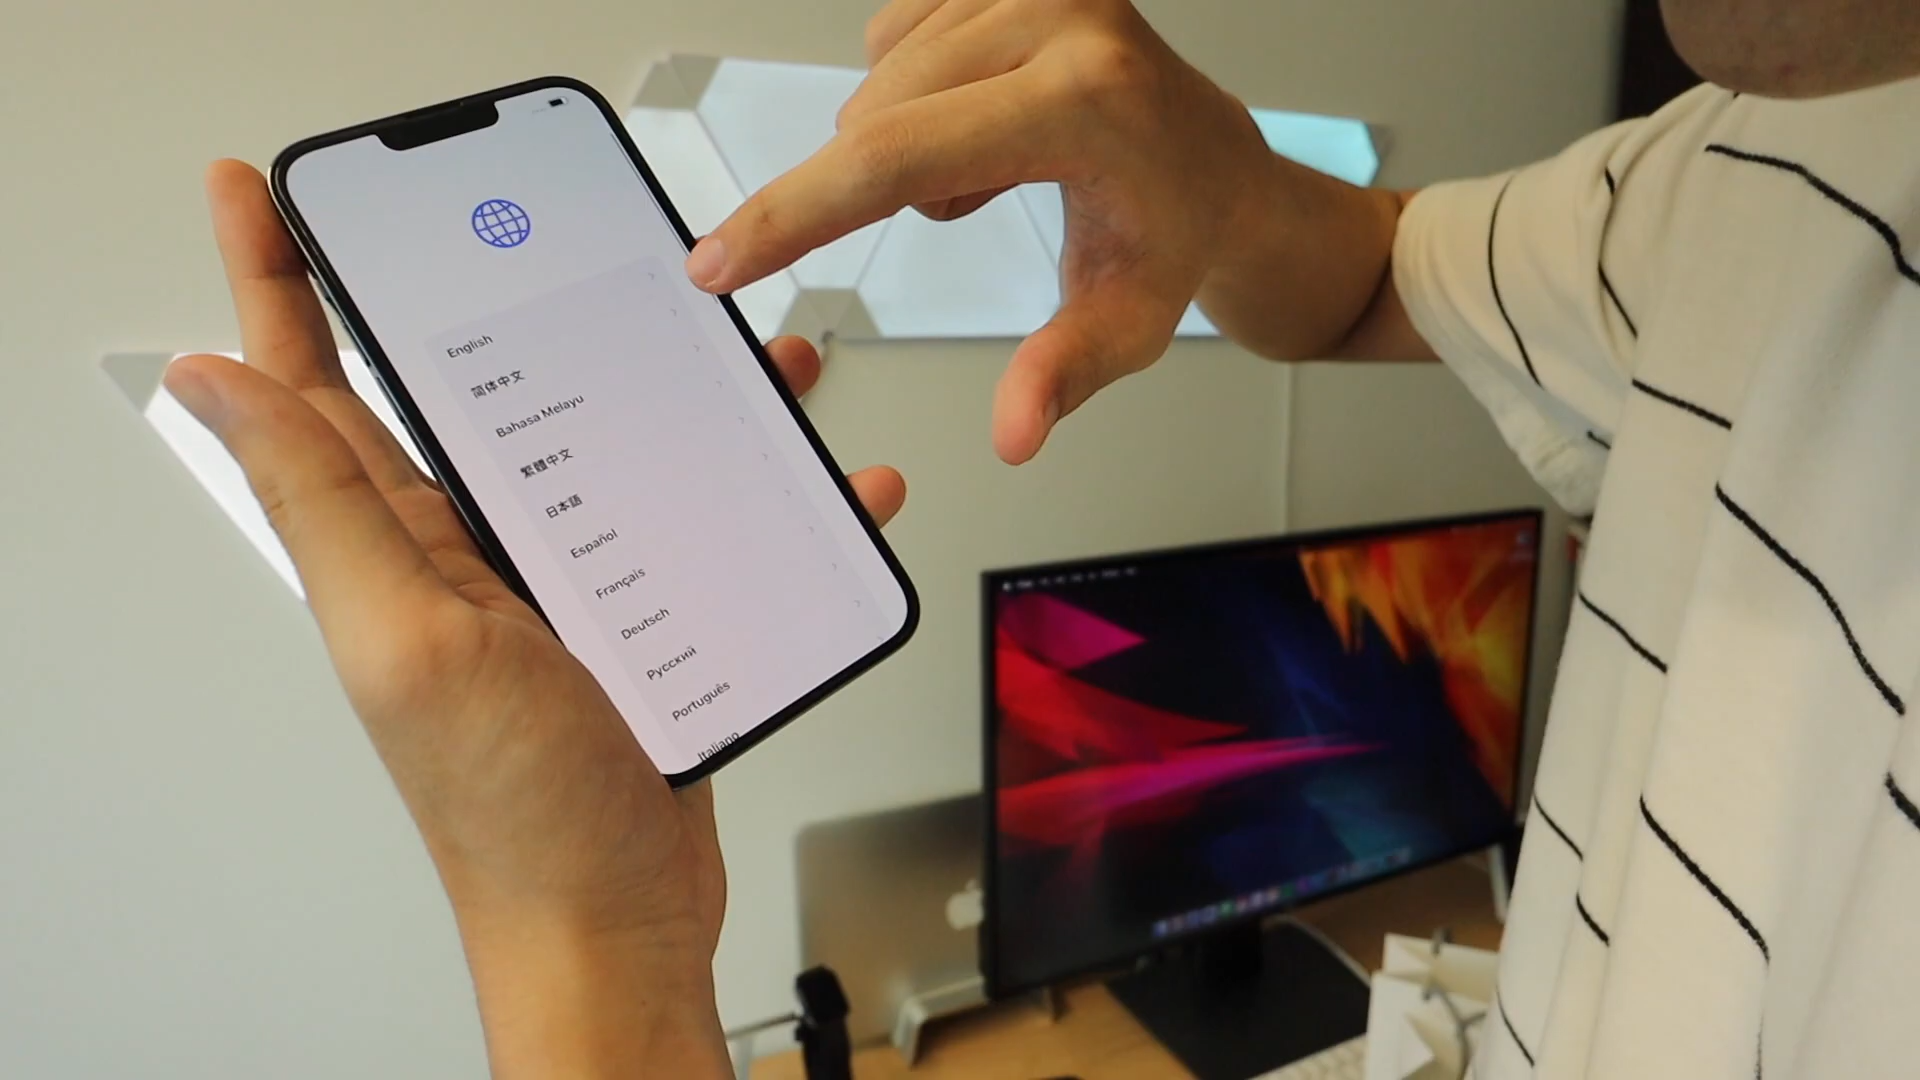 English
简体中文
Bahasa Melayu
繁體中文
日本語
Español
Français
Deutsch
Русский
Português
Italiano